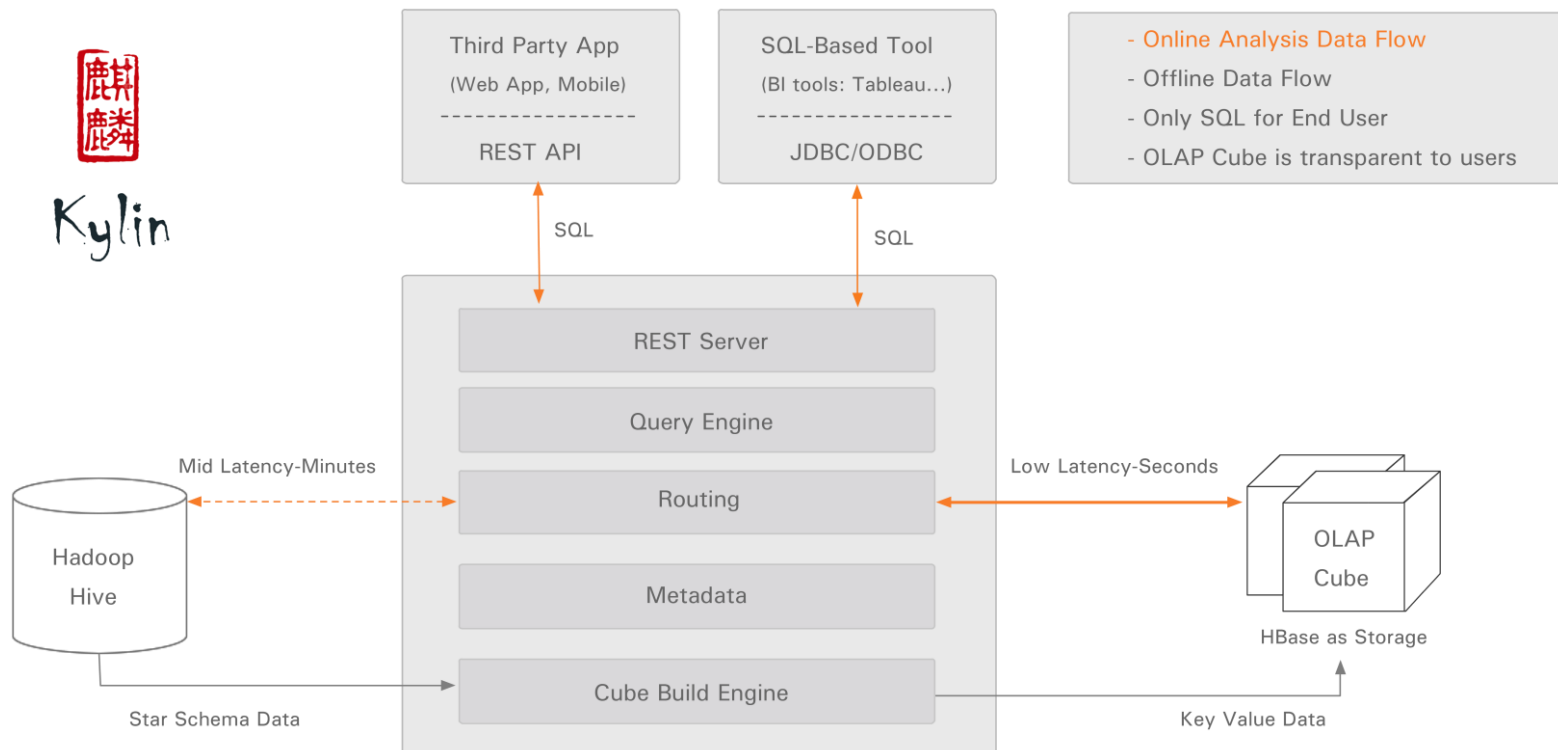 麒
麟
Kylin
Third Party App
(Web App, Mobile)
REST API
SQL-Based Tool
(BI tools: Tableau...)
JDBC/ODBC
- Online Analysis Data Flow
- Offline Data Flow
- Only SQL for End User
- OLAP Cube is transparent to users
SQL
SQL
REST Server
Query Engine
Mid Latency-Minutes
Routing
Low Latency-Seconds
Hadoop
Hive
OLAP
Cube
Metadata
HBase as Storage
Cube Build Engine
Star Schema Data
Key Value Data